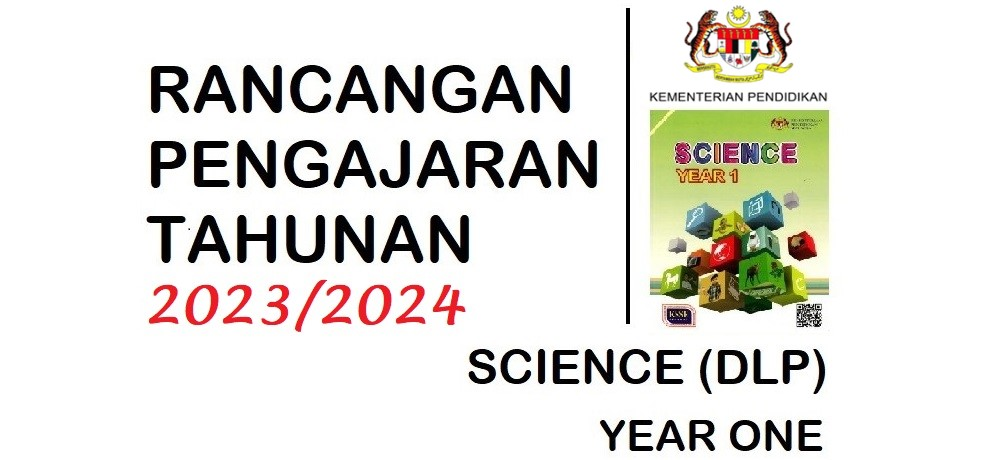 RANCANGAN
PENGAJARAN
TAHUNAN
2023/2024
KEMENTERIAN PENDIDIKAN
SCIENCE
YEAR 1
SCIENCE (DLP)
YEAR ONE